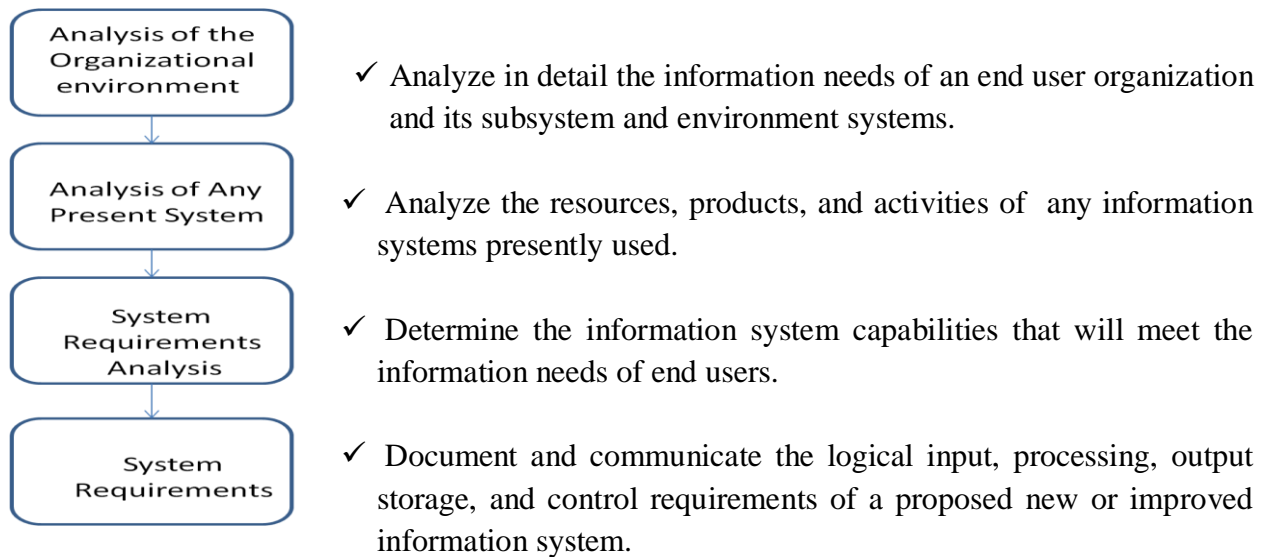 Analysis of the
Organizational
environment
✓ Analyze in detail the information needs of an end user organization
and its subsystem and environment systems.
Analysis of Any
Present System
✓ Analyze the resources, products, and activities of any information
systems presently used.
System
Requirements
Analysis
✓ Determine the information system capabilities that will meet the
information needs of end users.
System
Requirements
✓ Document and communicate the logical input, processing, output
storage, and control requirements of a proposed new or improved
information system.